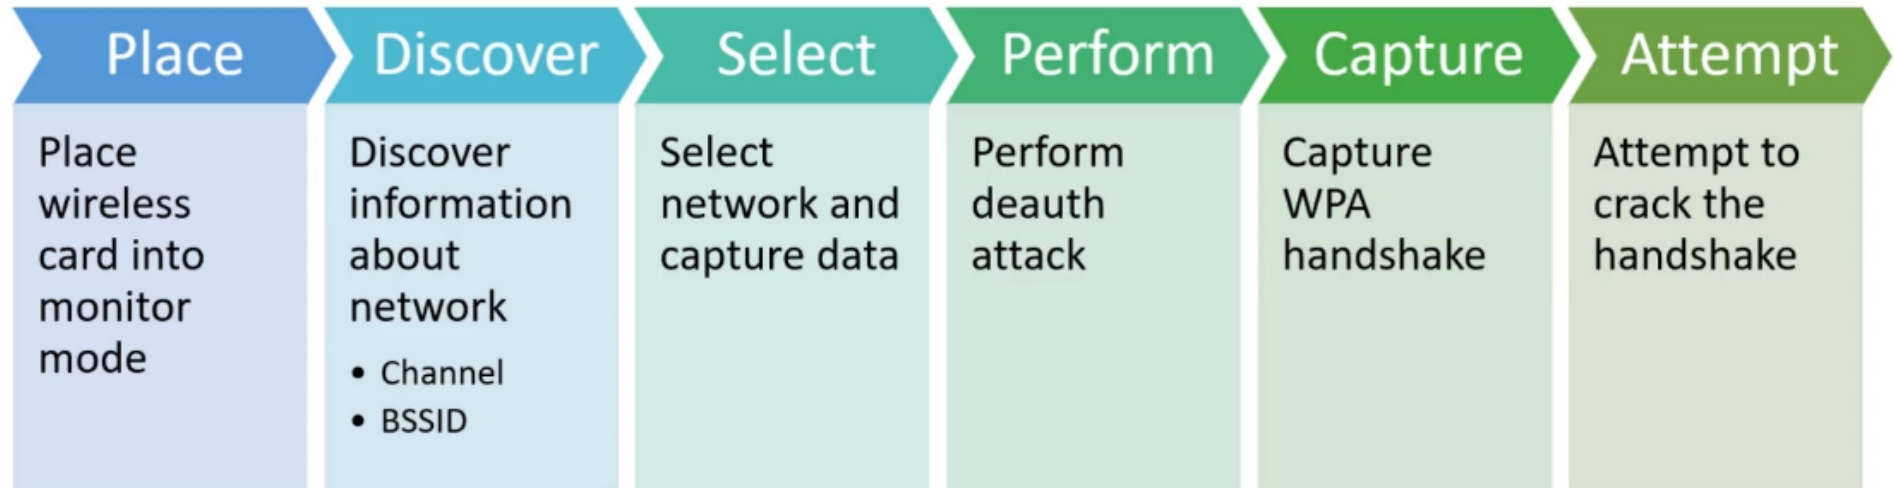 Place
Place
wireless
card into
monitor
mode
Discover
Discover
information
about
network
• Channel
• BSSID
Select
Select
network and
capture data
Perform
Perform
deauth
attack
Capture
Capture
WPA
handshake
Attempt
Attempt to
crack the
handshake